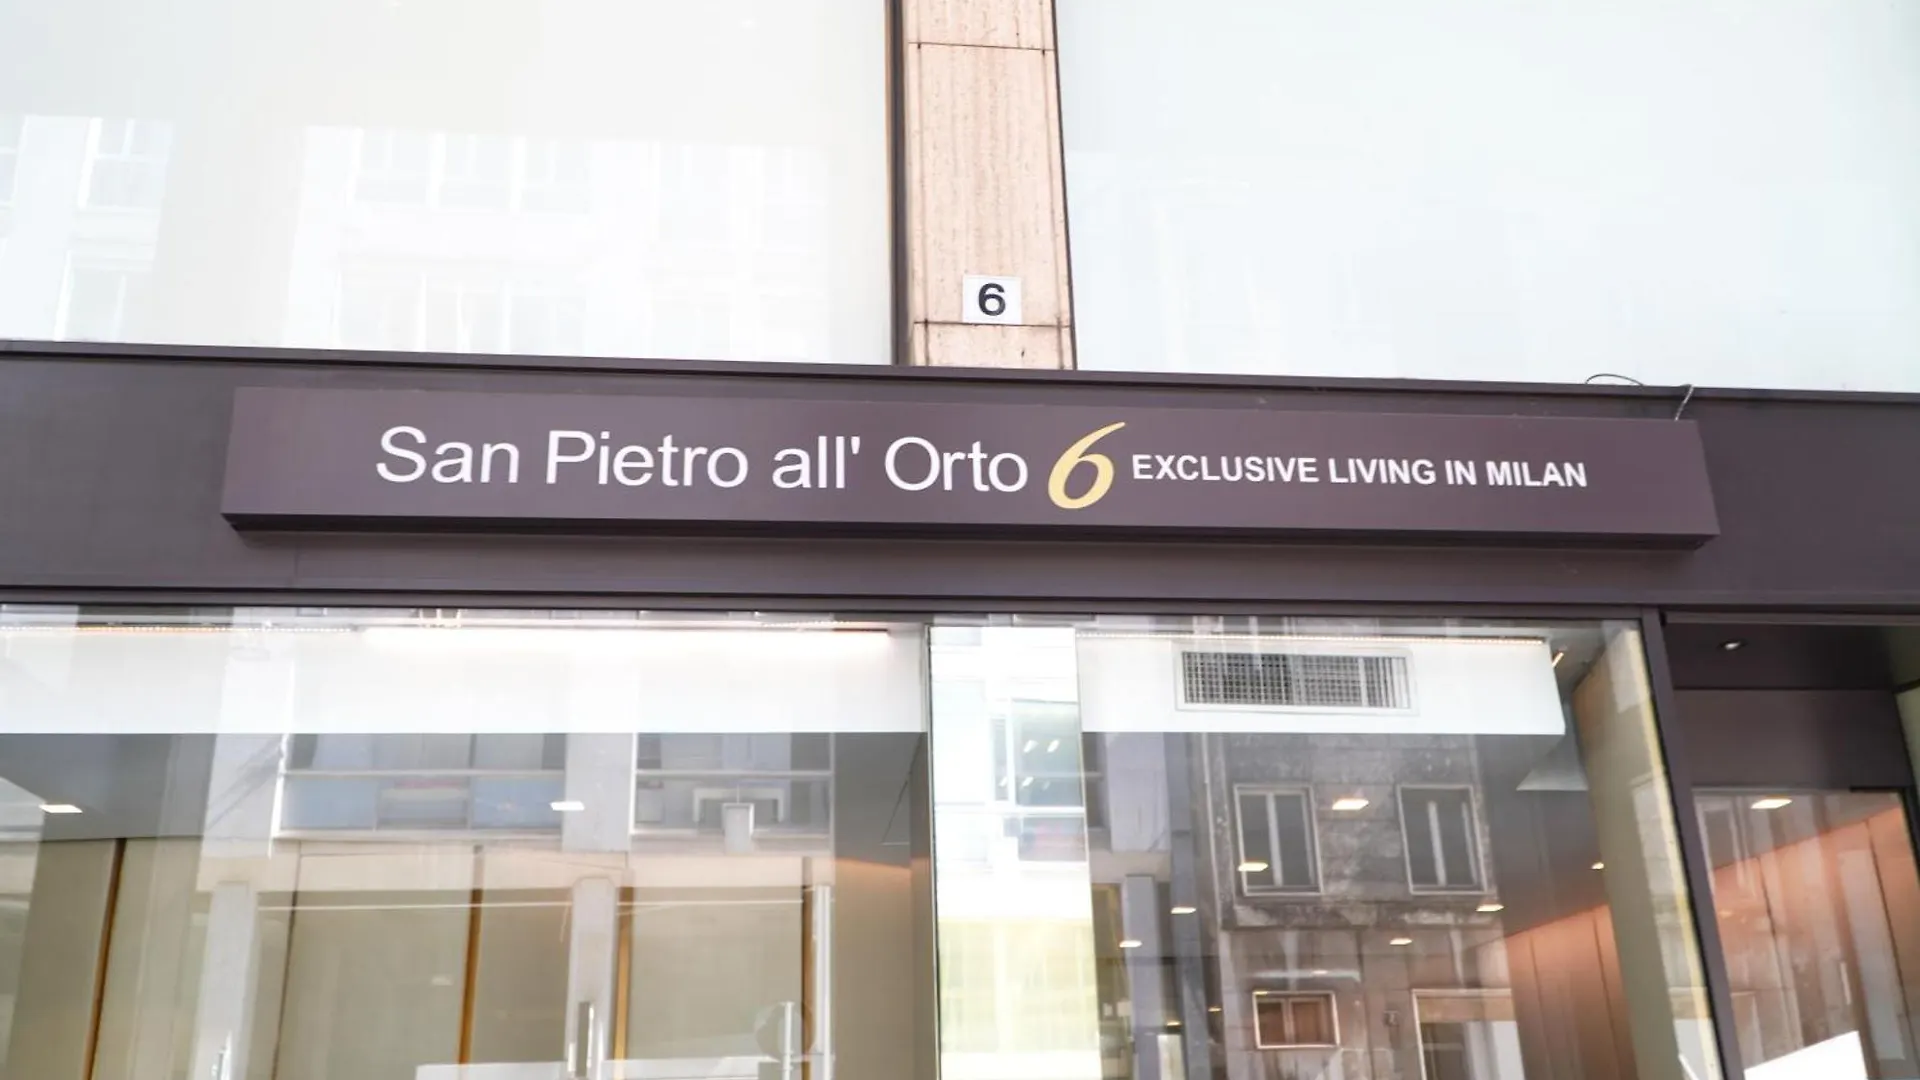 6
San Pietro all' Orto 6 EXCLUSIVE LIVING IN MILAN